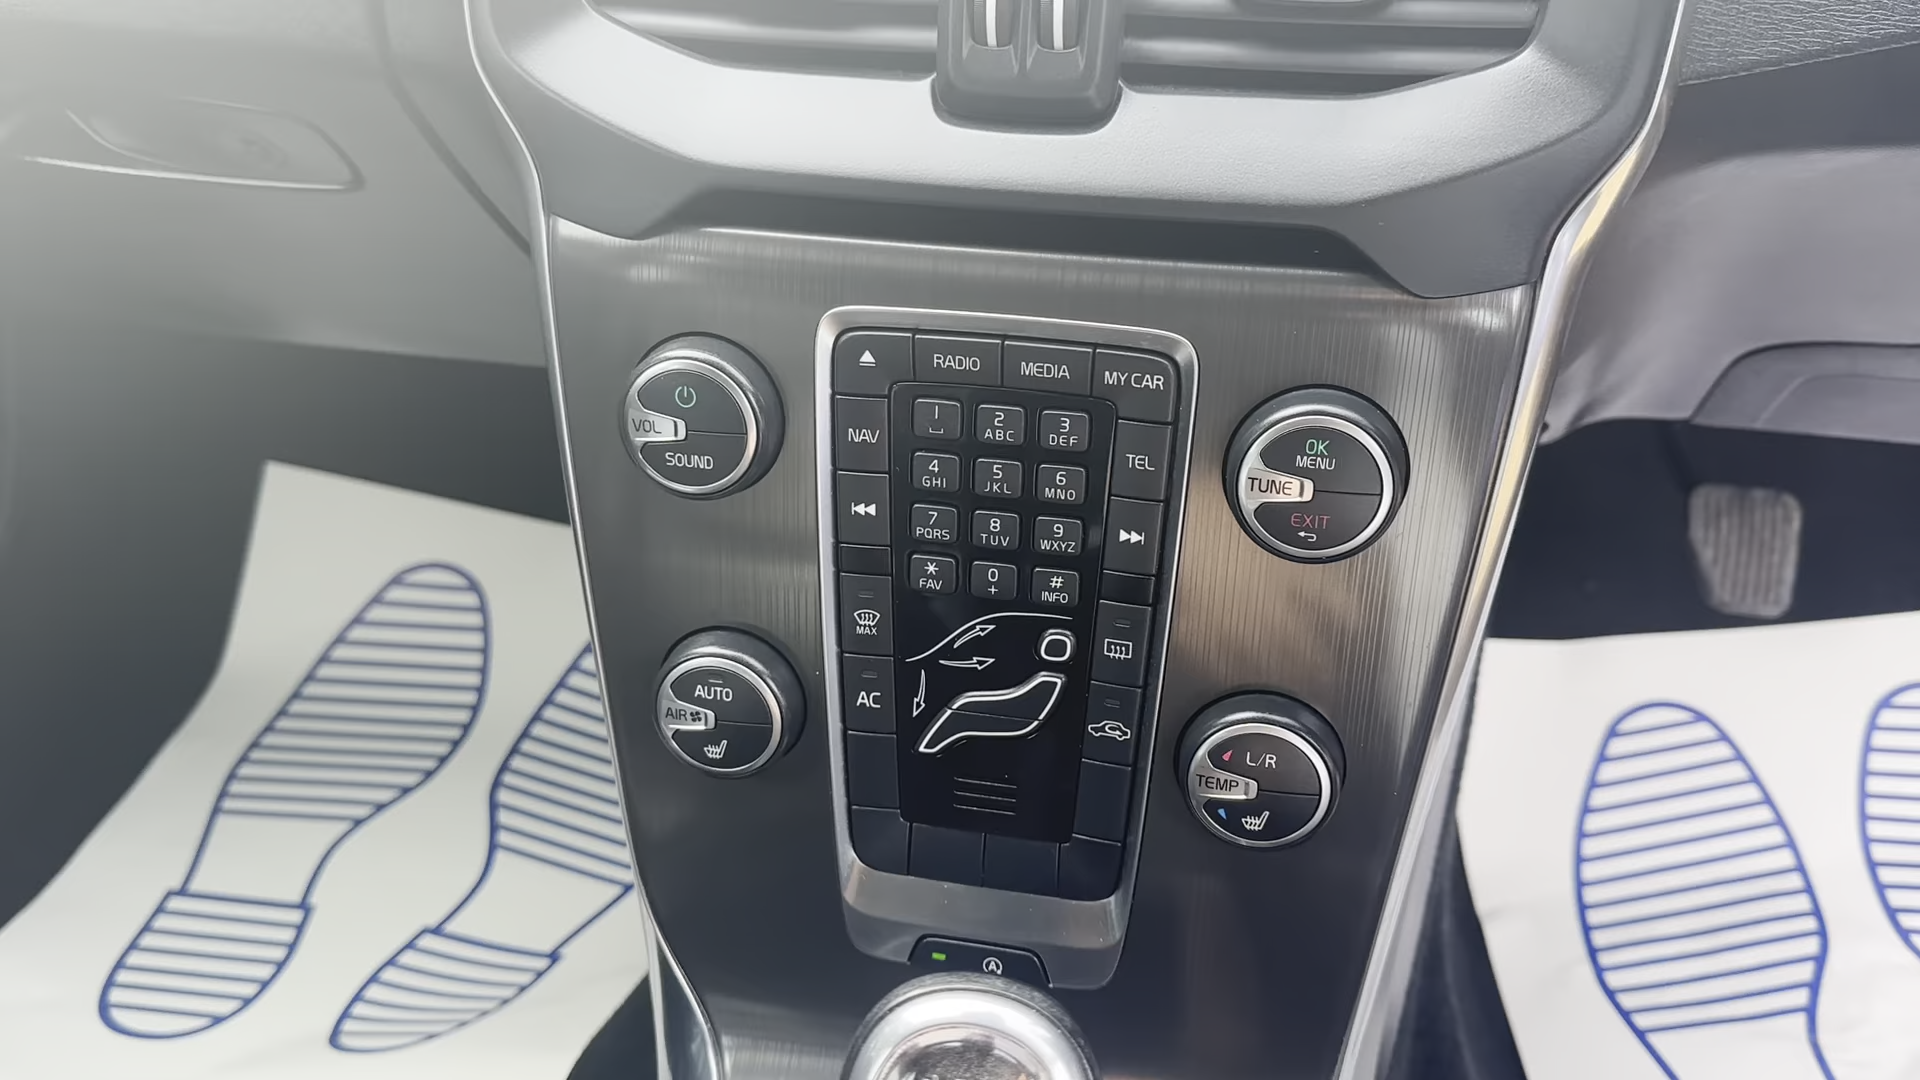 RADIO
MEDIA
MY CAR
VOL
SOUND
NAV
1
2
ABC
3
DEF
TEL
OK
MENU
TUNE
EXIT
4
GHI
5
JKL
6
MNO
7
PQRS
8
TUV
9
WXYZ
*
FAV
0
+
#
INFO
MAX
AUTO
AIR
AC
L/R
TEMP
A